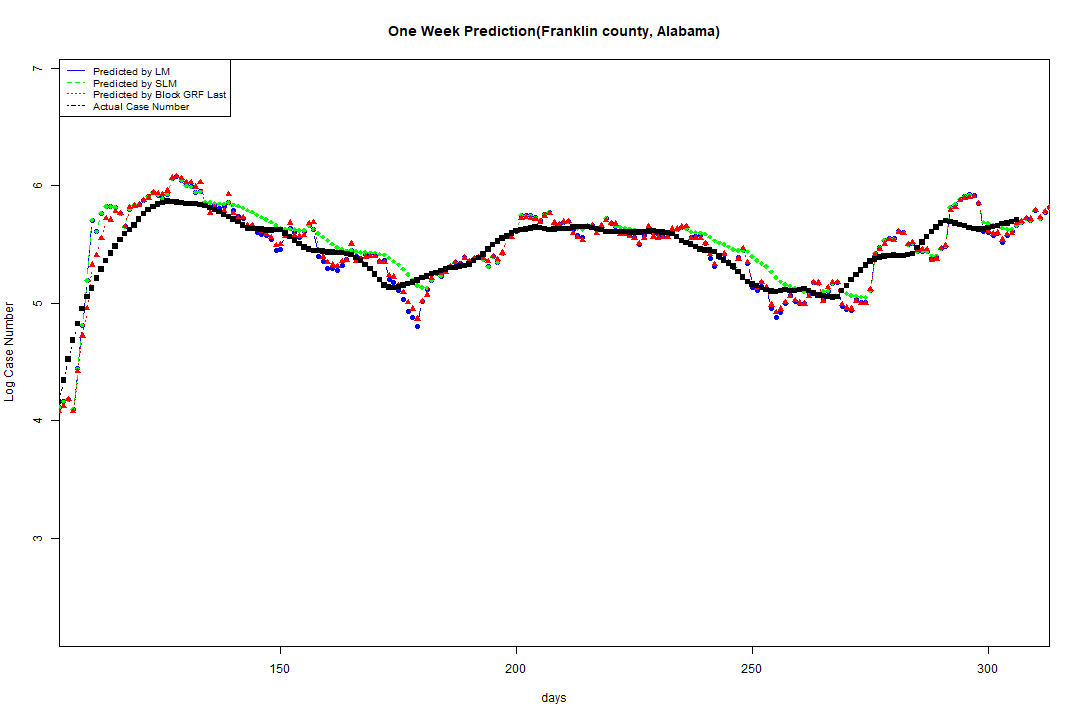 One Week Prediction(Franklin county, Alabama)
7
Predicted by LM
Predicted by SLM
Predicted by Block GRF Last
Actual Case Number
6
5
4
3
Log Case Number
150 200 250 300
days